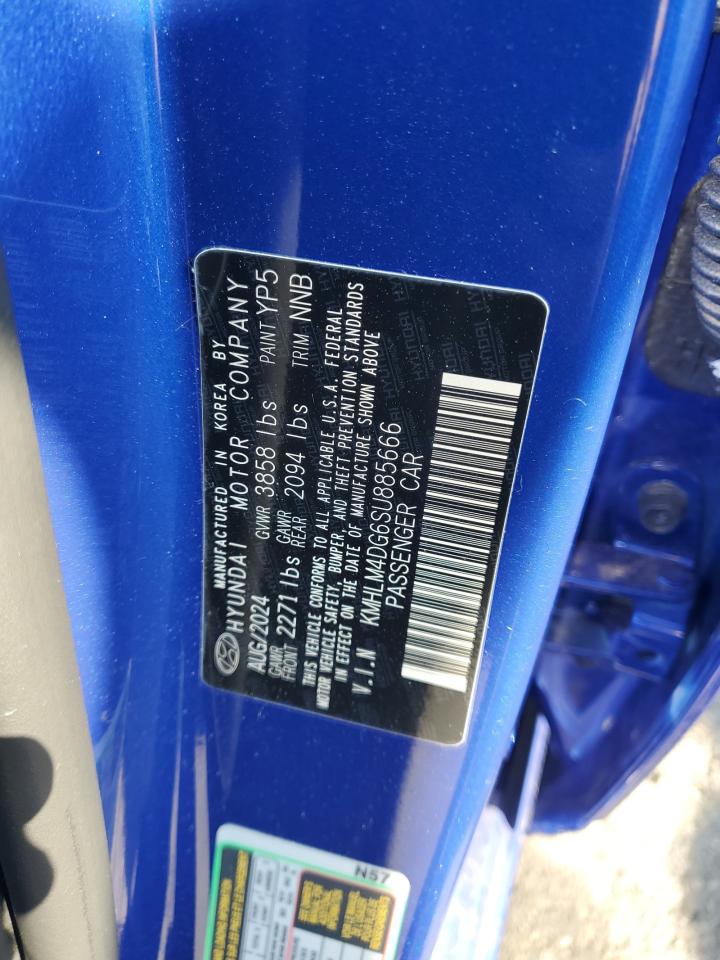 MANUFACTURED IN KOREA BY
HYUNDAI MOTOR COMPANY
AUG/2024 GVWR 3858 lbs PAINT YP5
GAWR FRONT 2271 lbs GAWR REAR 2094 lbs TRIM NNB
THIS VEHICLE CONFORMS TO ALL APPLICABLE U.S.A. FEDERAL
MOTOR VEHICLE SAFETY, BUMPER, AND THEFT PREVENTION STANDARDS
IN EFFECT ON THE DATE OF MANUFACTURE SHOWN ABOVE
V.I.N KMHLM4DG6SU885666
PASSENGER CAR
N57